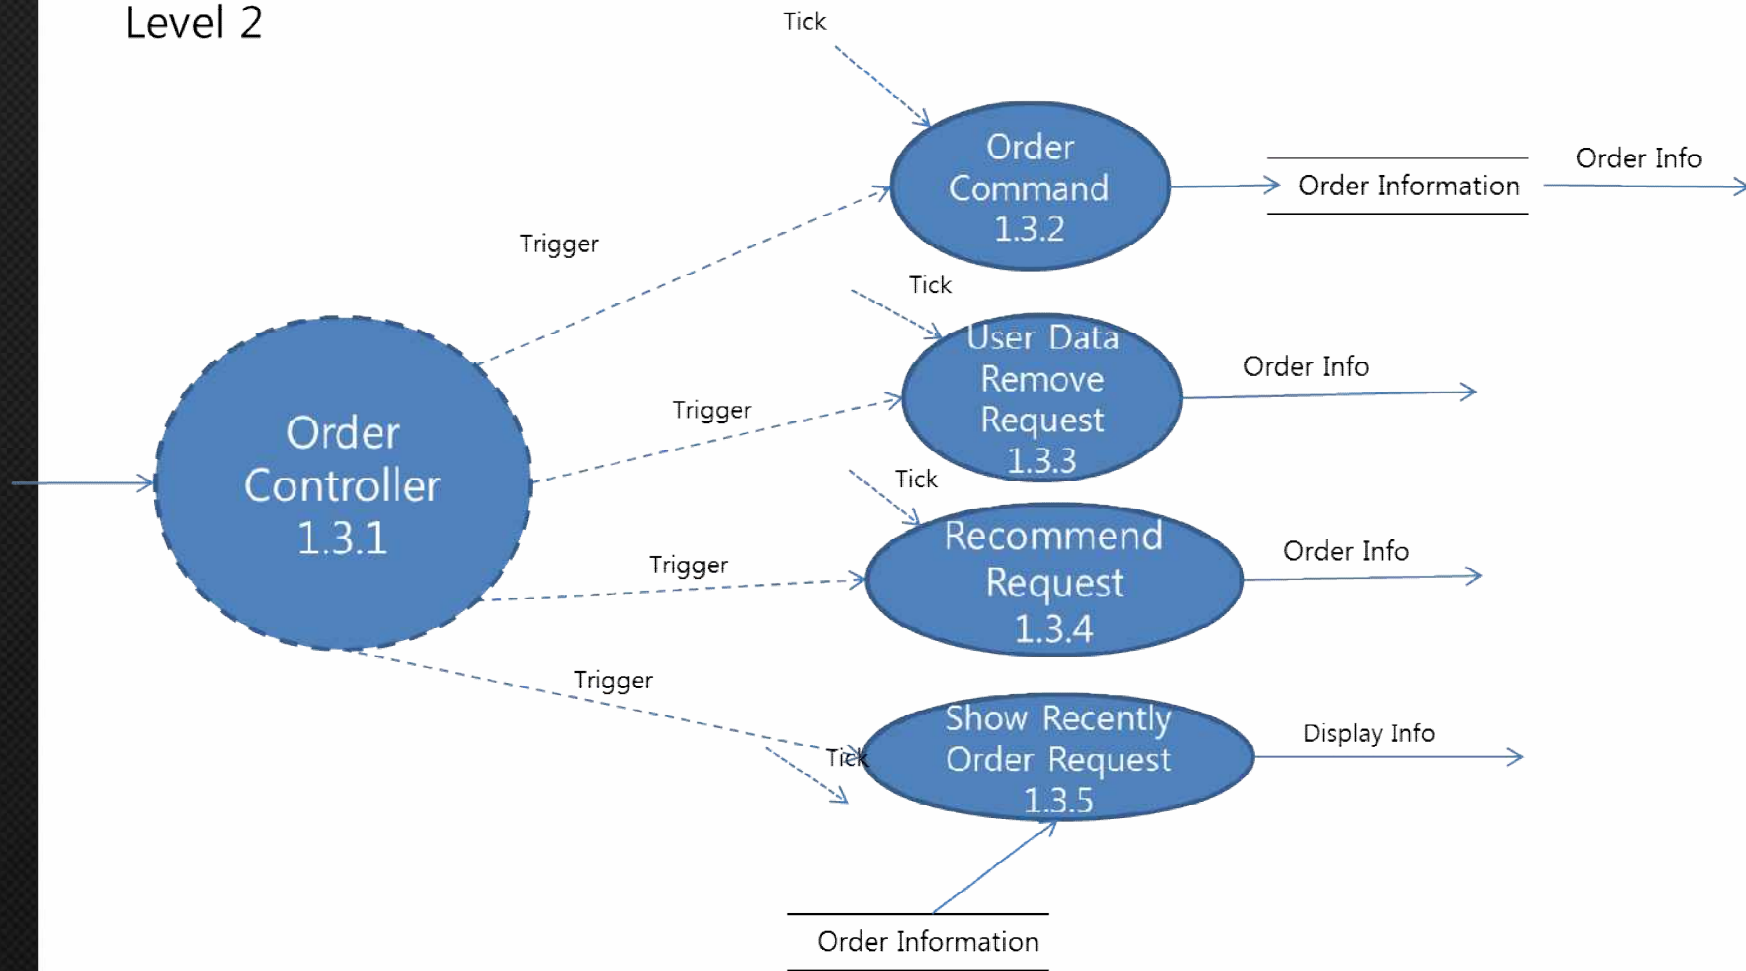 Level 2
Tick
Order
Command
1.3.2
Order Information
Order Info
Trigger
Tick
User Data
Remove
Request
1.3.3
Order Info
Trigger
Order
Controller
1.3.1
Tick
Recommend
Request
1.3.4
Order Info
Trigger
Trigger
Tick
Show Recently
Order Request
1.3.5
Display Info
Order Information